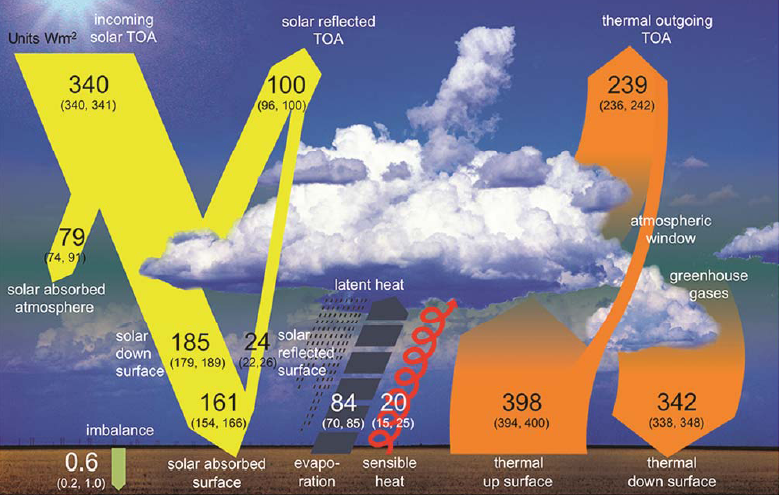 Units Wm⁻²
incoming
solar TOA
340
(340, 341)
solar reflected
TOA
100
(96, 100)
thermal outgoing
TOA
239
(236, 242)
79
(74, 91)
solar absorbed
atmosphere
atmospheric
window
greenhouse
gases
latent heat
solar
down
surface
185
(179, 189)
24
(22,26)
solar
reflected
surface
161
(154, 166)
84
(70, 85)
20
(15, 25)
398
(394, 400)
342
(338, 348)
imbalance
0.6
(0.2, 1.0)
solar absorbed
surface
evapo-
ration
sensible
heat
thermal
up surface
thermal
down surface